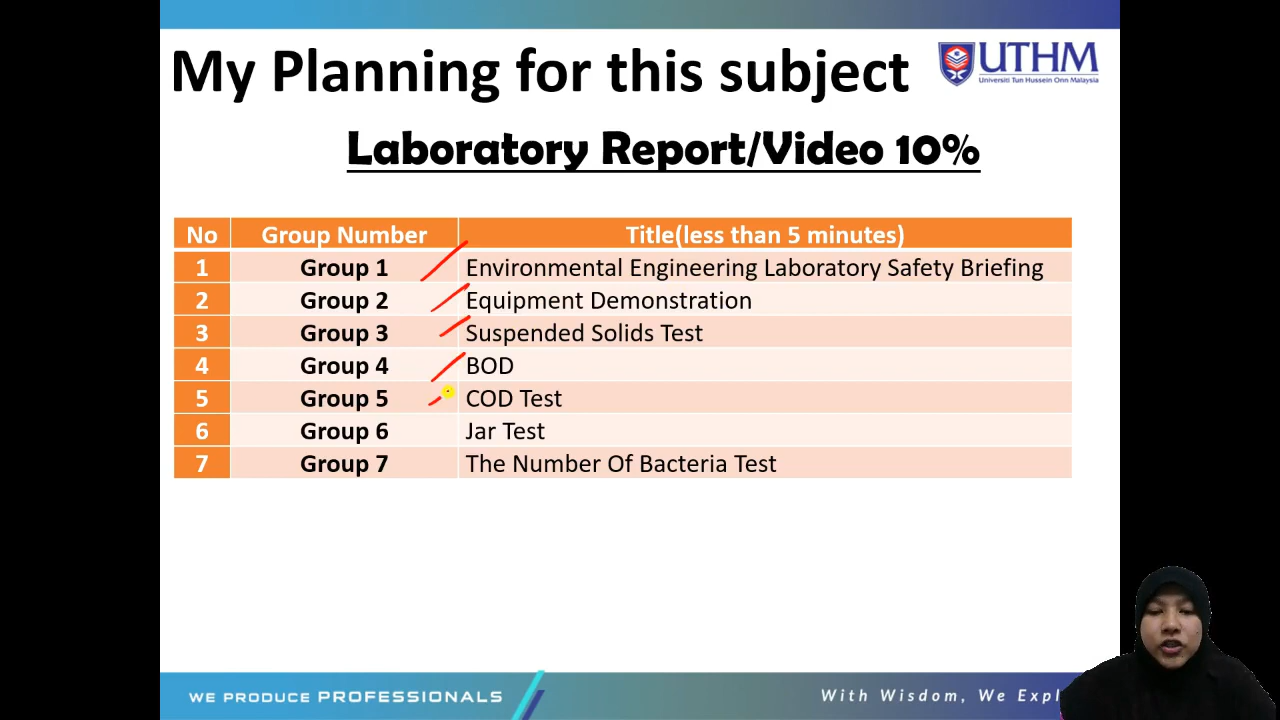 My Planning for this subject
UTHM
Universiti Tun Hussein Onn Malaysia
Laboratory Report/Video 10%
No Group Number Title(less than 5 minutes)
1 Group 1 Environmental Engineering Laboratory Safety Briefing
2 Group 2 Equipment Demonstration
3 Group 3 Suspended Solids Test
4 Group 4 BOD
5 Group 5 COD Test
6 Group 6 Jar Test
7 Group 7 The Number Of Bacteria Test
WE PRODUCE PROFESSIONALS
With Wisdom, We Expl